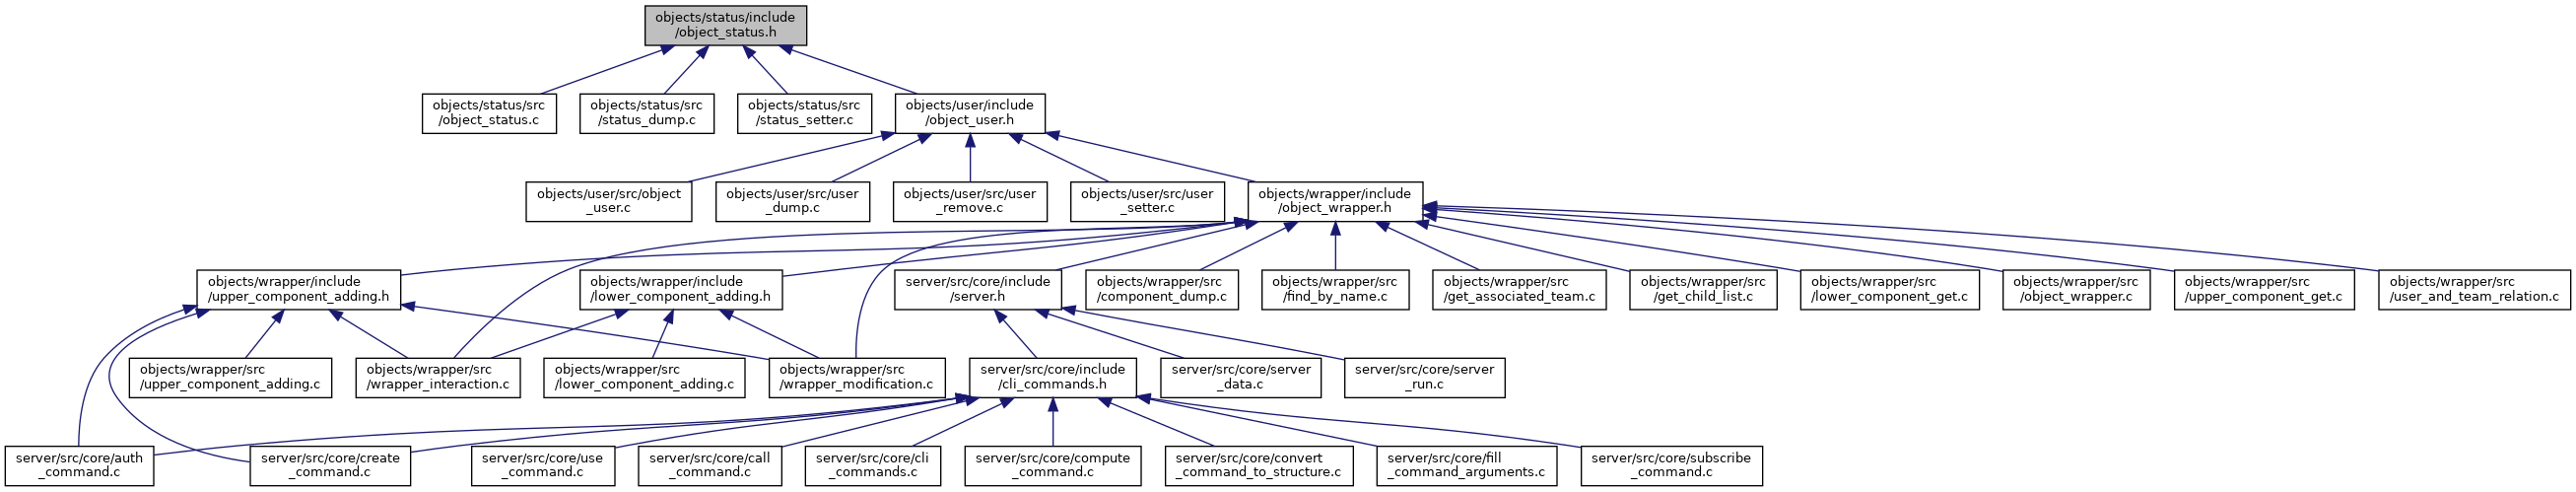 objects/status/include
/object_status.h
objects/status/src
/object_status.c
objects/status/src
/status_dump.c
objects/status/src
/status_setter.c
objects/user/include
/object_user.h
objects/user/src/object
_user.c
objects/user/src/user
_dump.c
objects/user/src/user
_remove.c
objects/user/src/user
_setter.c
objects/wrapper/include
/object_wrapper.h
objects/wrapper/include
/upper_component_adding.h
objects/wrapper/include
/lower_component_adding.h
server/src/core/include
/server.h
objects/wrapper/src
/component_dump.c
objects/wrapper/src
/find_by_name.c
objects/wrapper/src
/get_associated_team.c
objects/wrapper/src
/get_child_list.c
objects/wrapper/src
/lower_component_get.c
objects/wrapper/src
/object_wrapper.c
objects/wrapper/src
/upper_component_get.c
objects/wrapper/src
/user_and_team_relation.c
objects/wrapper/src
/upper_component_adding.c
objects/wrapper/src
/wrapper_interaction.c
objects/wrapper/src
/lower_component_adding.c
objects/wrapper/src
/wrapper_modification.c
server/src/core/include
/cli_commands.h
server/src/core/server
_data.c
server/src/core/server
_run.c
server/src/core/auth
_command.c
server/src/core/create
_command.c
server/src/core/use
_command.c
server/src/core/call
_command.c
server/src/core/cli
_commands.c
server/src/core/compute
_command.c
server/src/core/convert
_command_to_structure.c
server/src/core/fill
_command_arguments.c
server/src/core/subscribe
_command.c